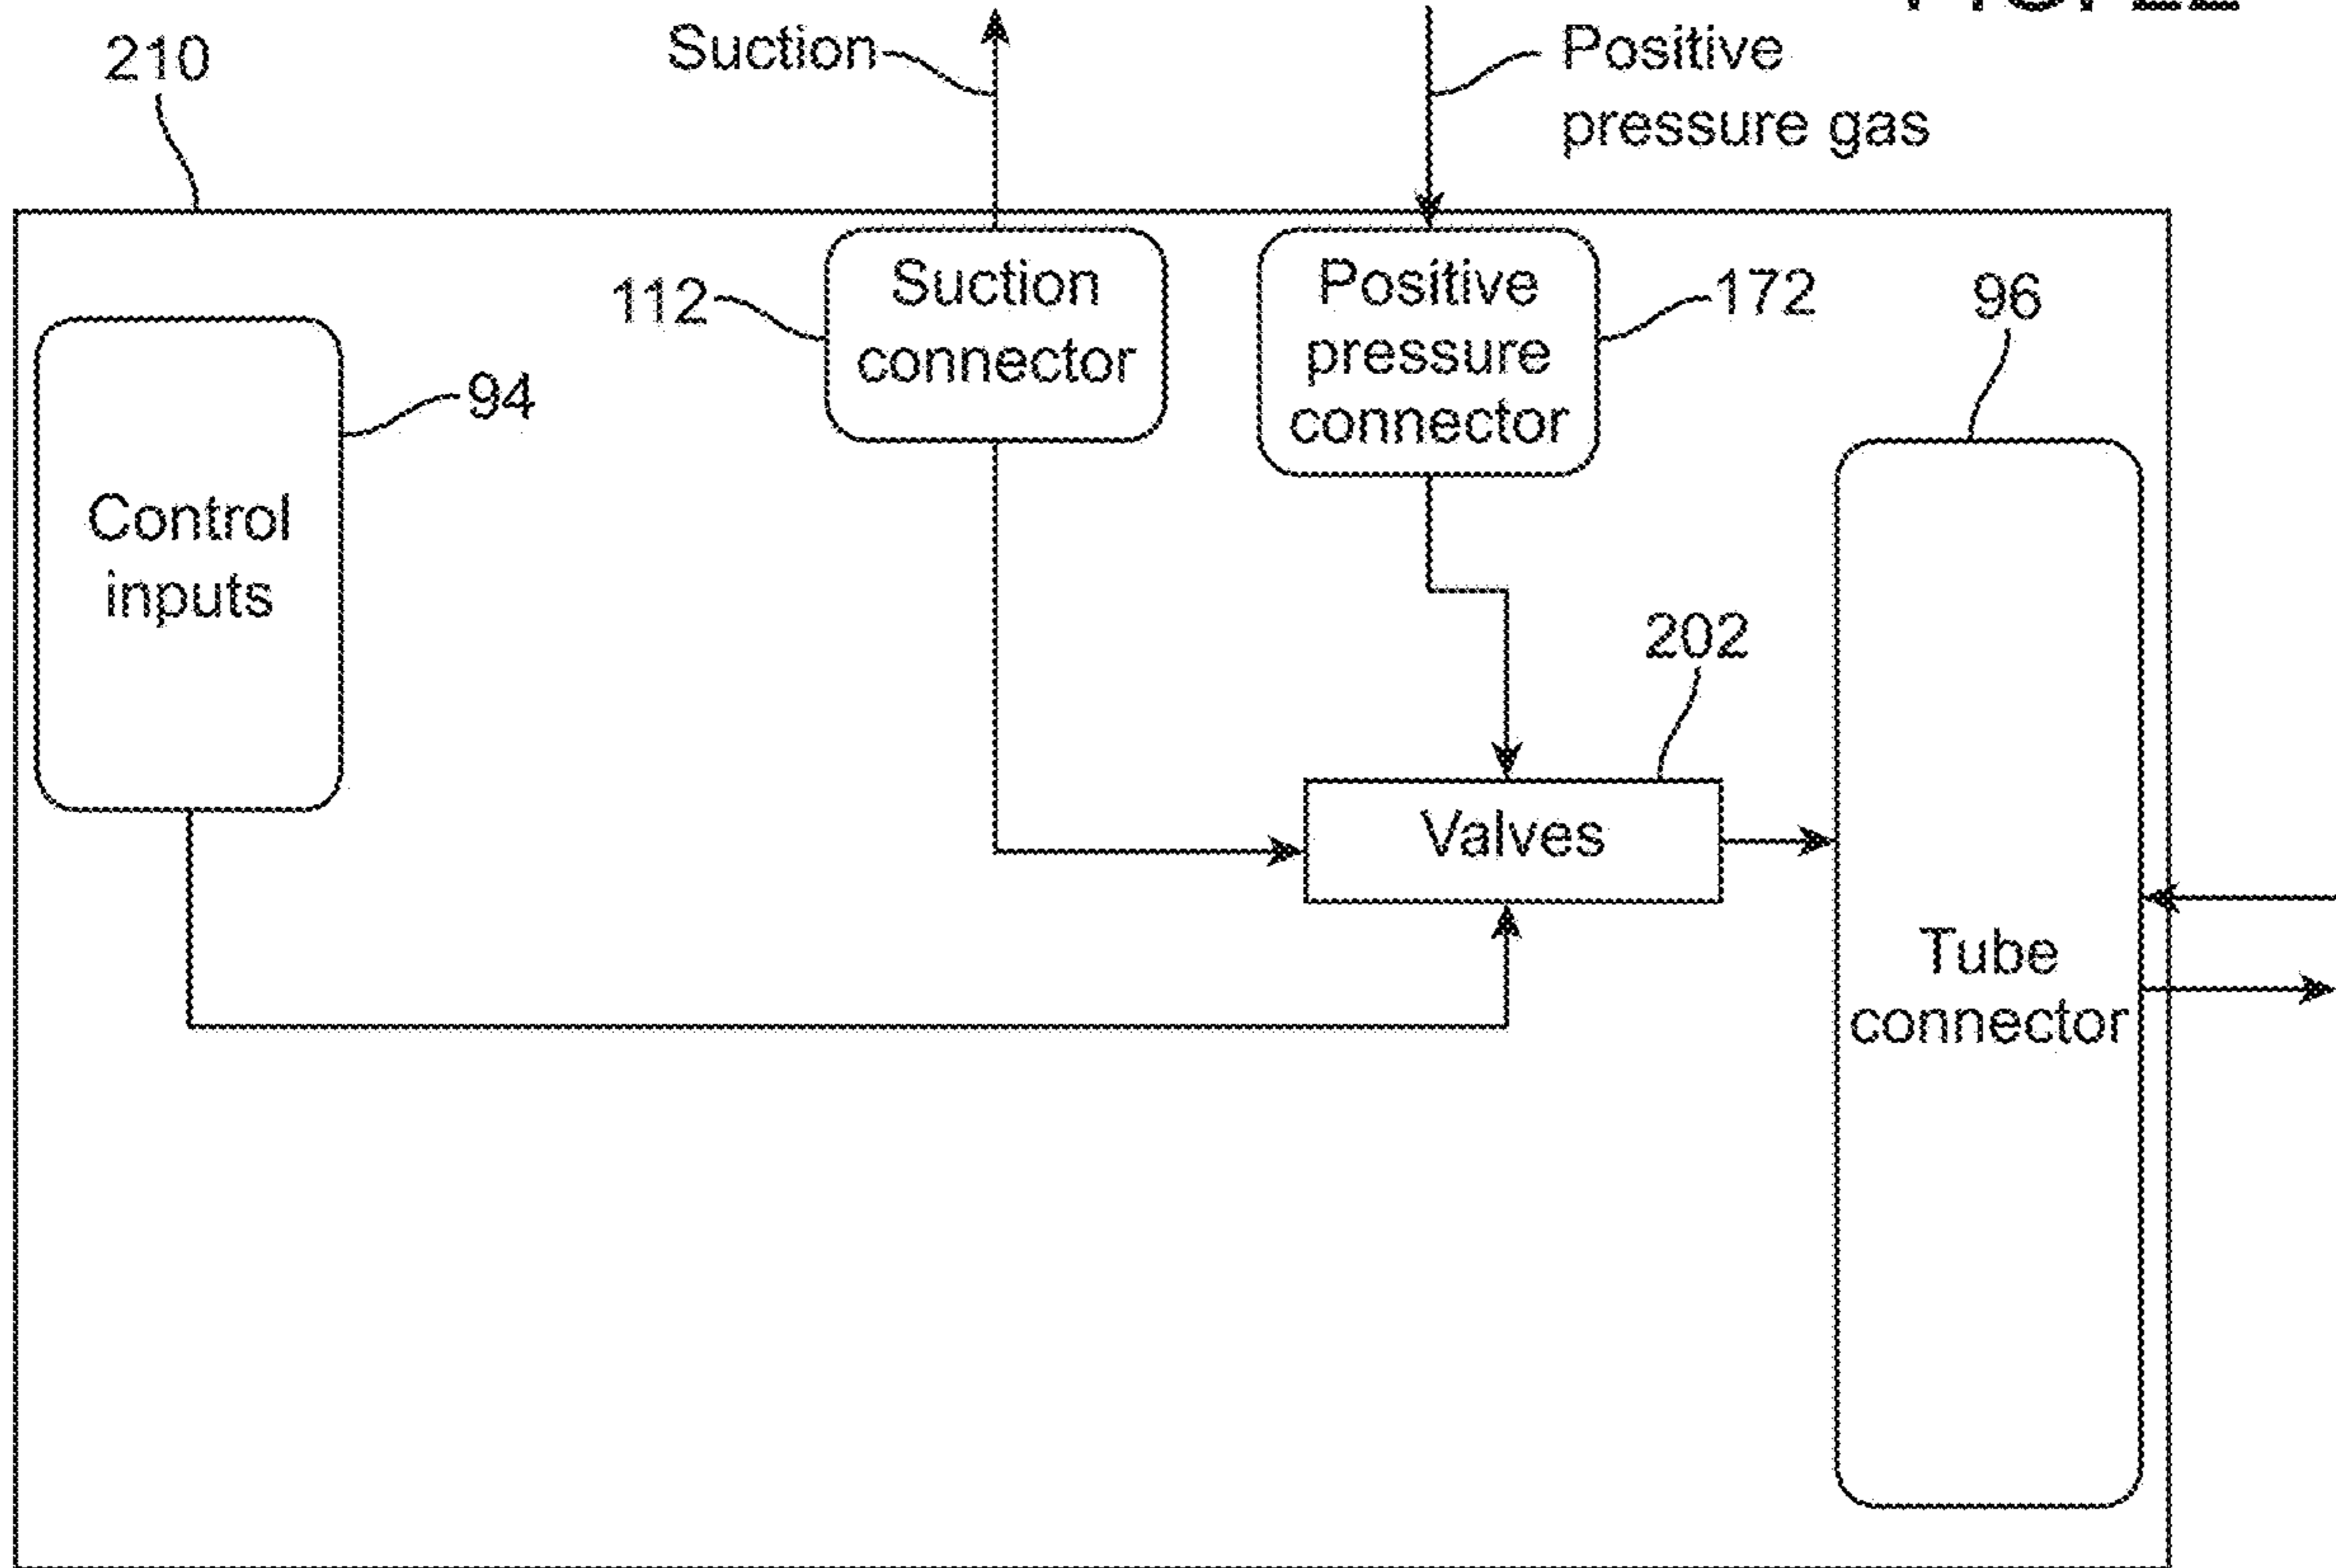 210
Suction
Positive
pressure gas
112
Suction
connector
Positive
pressure
connector
172
96
94
Control
inputs
202
Valves
Tube
connector